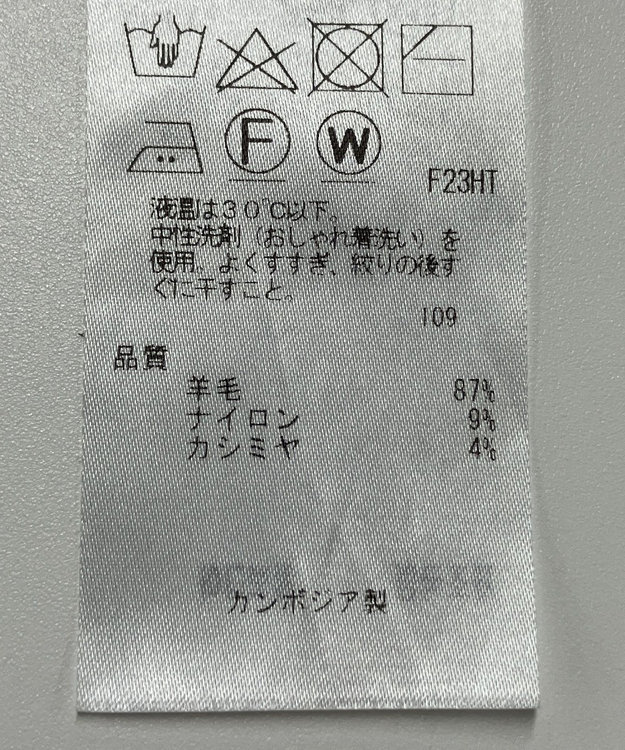 F
W
F23HT
液温は30℃以下。
中性洗剤（おしゃれ着洗い）を
使用。よくすすぎ、絞りの後す
ぐに干すこと。
109
品質
羊毛 87%
ナイロン 9%
カシミヤ 4%
カンボジア製